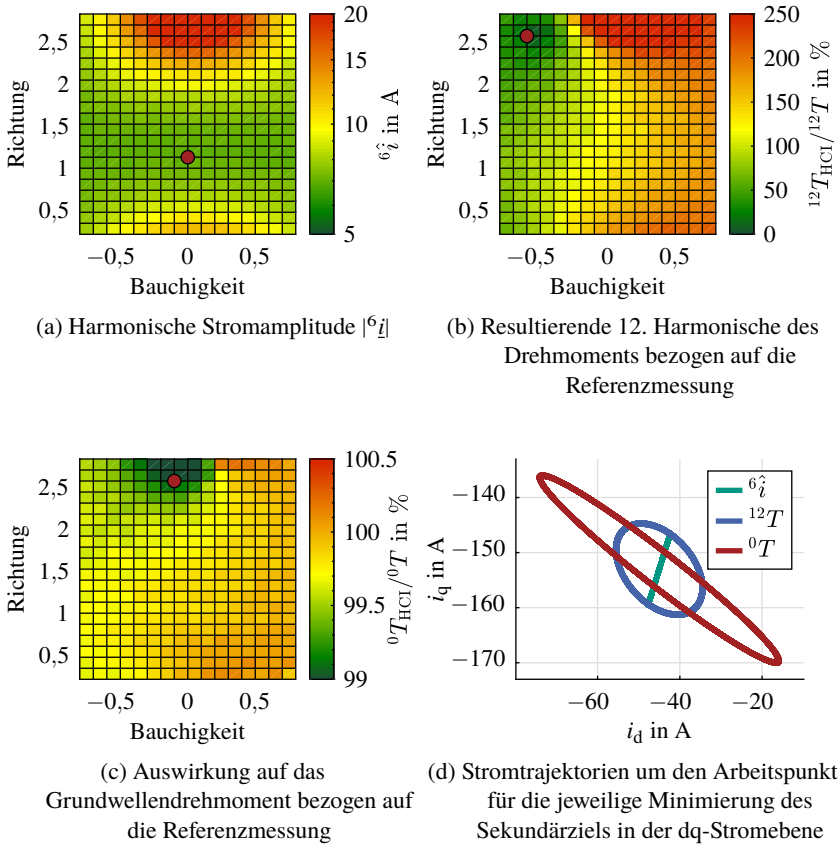 20
10
5
2,5
2
1,5
1
0,5
Richtung
−0,5
0
0,5
Bauchigkeit
⁶î in A
(a) Harmonische Stromamplitude |⁶i̲|
250
200
150
100
50
0
2,5
2
1,5
1
0,5
Richtung
−0,5
0
0,5
Bauchigkeit
¹²T_HCI/¹²T in %
(b) Resultierende 12. Harmonische des
Drehmoments bezogen auf die
Referenzmessung
100.5
100
99.5
99
2,5
2
1,5
1
0,5
Richtung
−0,5
0
0,5
Bauchigkeit
⁰T_HCI/⁰T in %
(c) Auswirkung auf das
Grundwellendrehmoment bezogen auf
die Referenzmessung
−140
−150
−160
−170
i_q in A
−60
−40
−20
i_d in A
⁶î
¹²T
⁰T
(d) Stromtrajektorien um den Arbeitspunkt
für die jeweilige Minimierung des
Sekundärziels in der dq-Stromebene